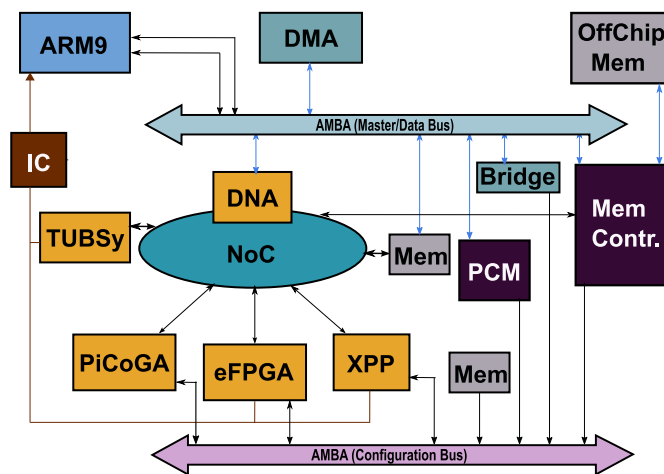 ARM9
DMA
OffChip
Mem
AMBA (Master/Data Bus)
IC
DNA
Bridge
Mem
Contr.
TUBSy
NoC
Mem
PCM
PiCoGA
eFPGA
XPP
Mem
AMBA (Configuration Bus)